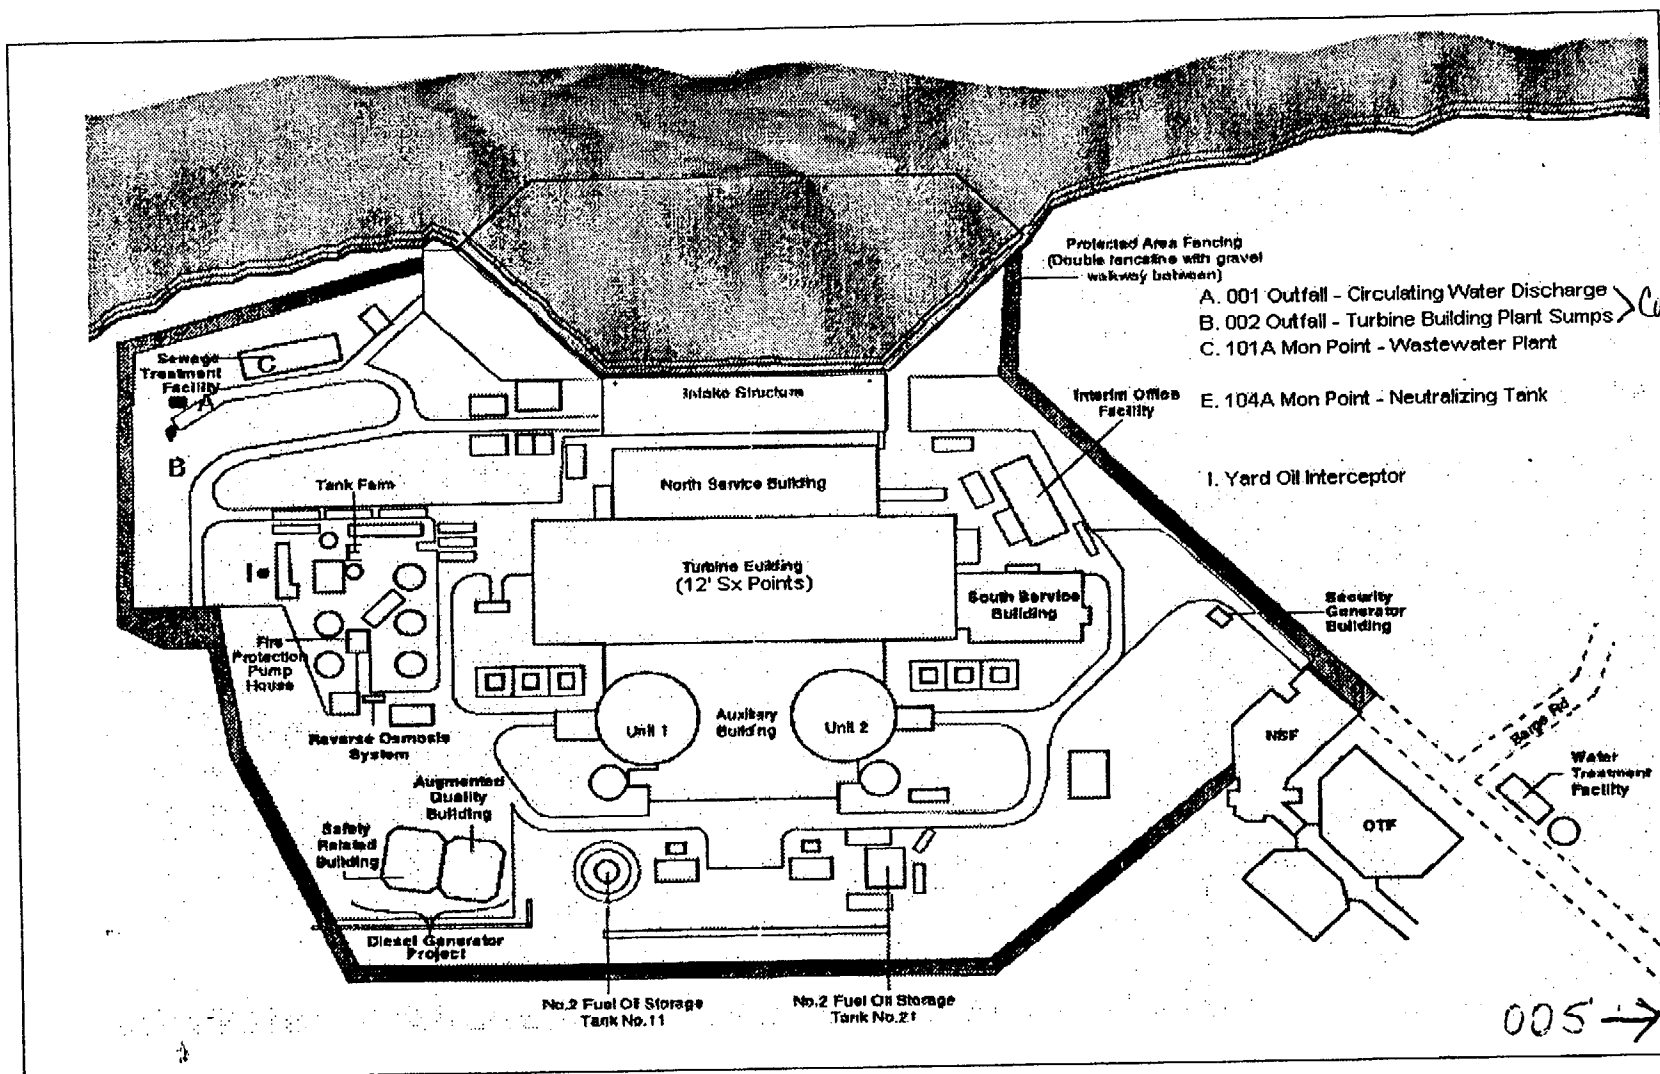 Protected Area Fencing
(Double fenceline with gravel
walkway between)
A. 001 Outfall - Circulating Water Discharge
B. 002 Outfall - Turbine Building Plant Sumps
C. 101A Mon Point - Wastewater Plant
E. 104A Mon Point - Neutralizing Tank
I. Yard Oil Interceptor
Sewage
Treatment
Facility
C
A
B
Intake Structure
Interim Office
Facility
Tank Farm
North Service Building
E
I
Turbine Building
(12' Sx Points)
South Service
Building
Security
Generator
Building
Fire
Protection
Pump
House
Reverse Osmosis
System
Unit 1
Auxiliary
Building
Unit 2
NSF
Barge Rd
Water
Treatment
Facility
OTF
Augmented
Quality
Building
Safety
Related
Building
Diesel Generator
Project
No.2 Fuel Oil Storage
Tank No.11
No.2 Fuel Oil Storage
Tank No.21
005